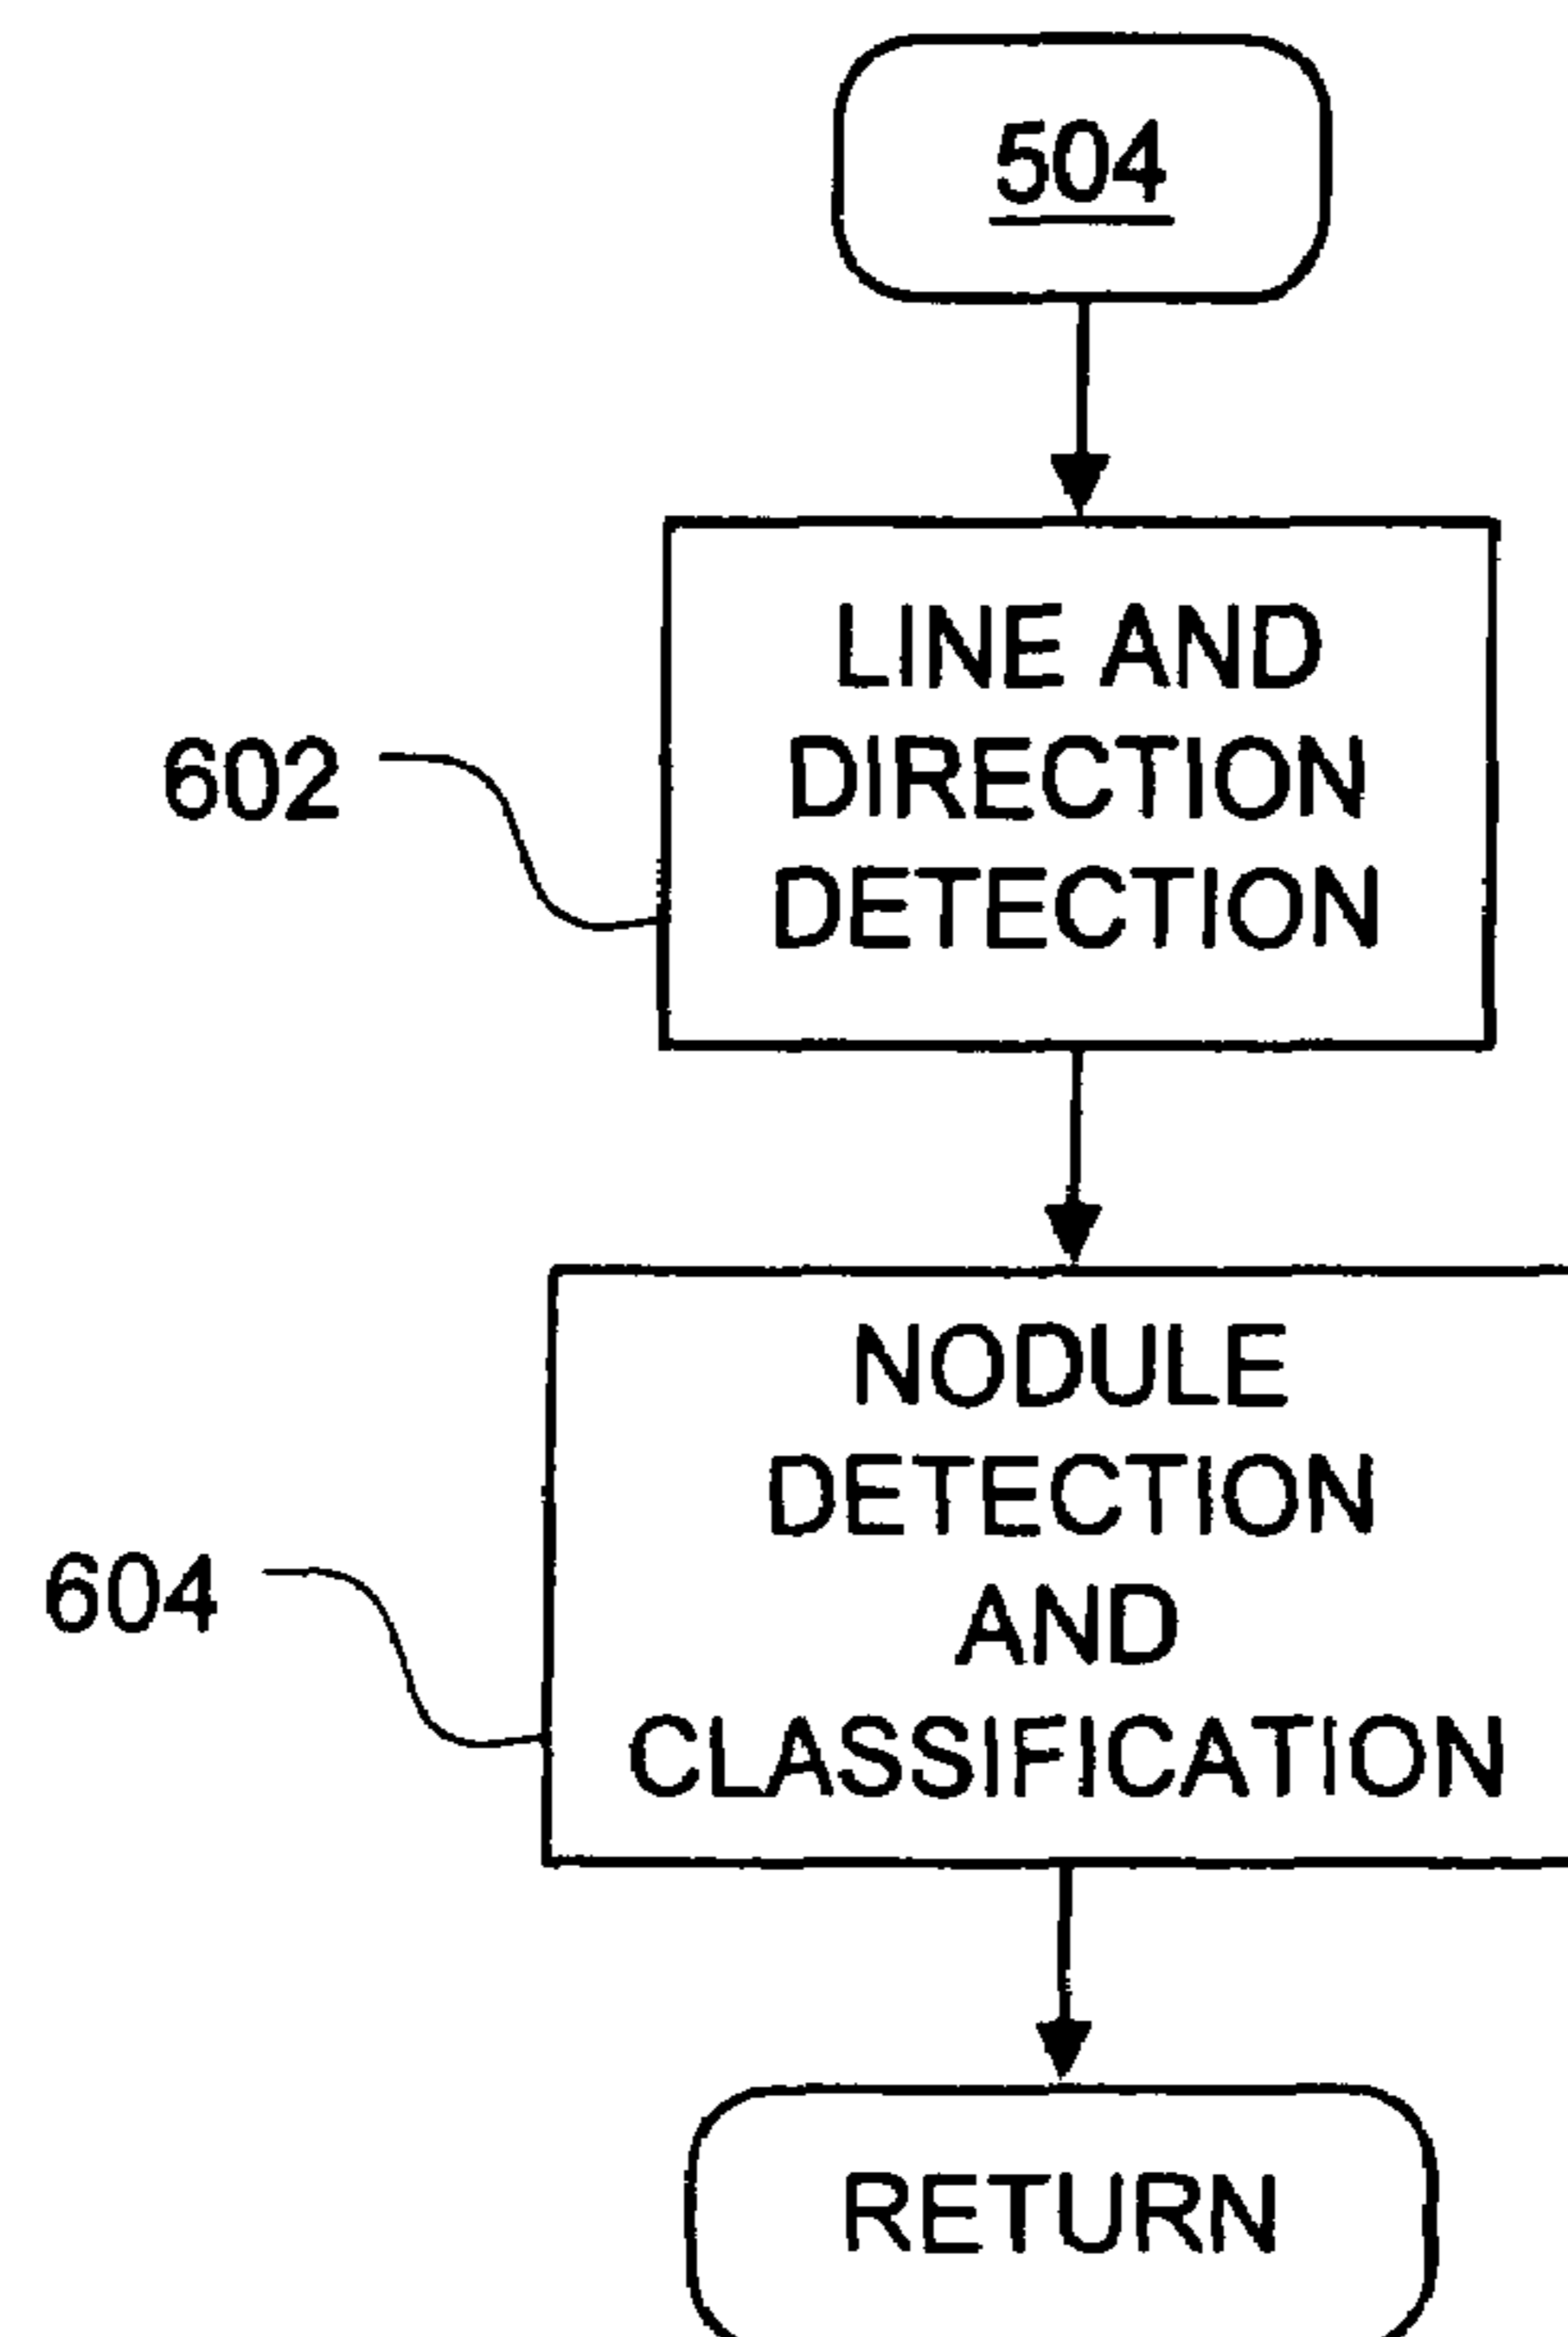 504
LINE AND
DIRECTION
DETECTION
602
NODULE
DETECTION
AND
CLASSIFICATION
604
RETURN